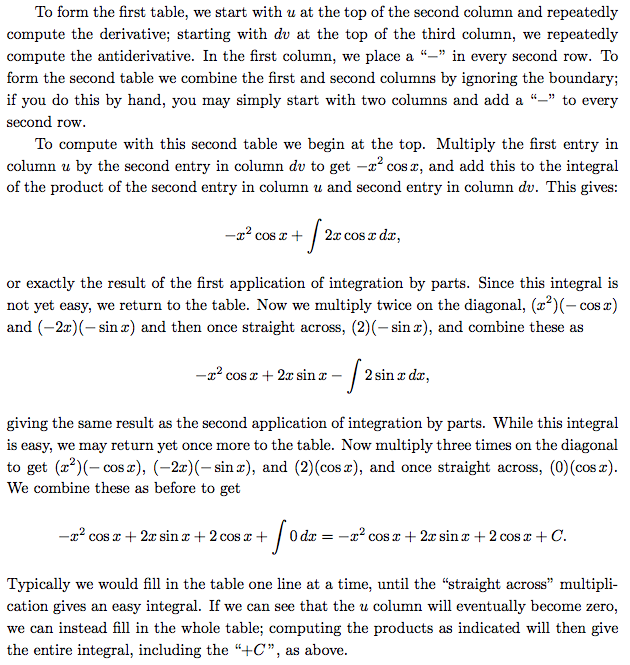 To form the first table, we start with u at the top of the second column and repeatedly
compute the derivative; starting with dv at the top of the third column, we repeatedly
compute the antiderivative. In the first column, we place a “−” in every second row. To
form the second table we combine the first and second columns by ignoring the boundary;
if you do this by hand, you may simply start with two columns and add a “−” to every
second row.
To compute with this second table we begin at the top. Multiply the first entry in
column u by the second entry in column dv to get −x² cos x, and add this to the integral
of the product of the second entry in column u and second entry in column dv. This gives:
−x² cos x + ∫ 2x cos x dx,
or exactly the result of the first application of integration by parts. Since this integral is
not yet easy, we return to the table. Now we multiply twice on the diagonal, (x²)(− cos x)
and (−2x)(− sin x) and then once straight across, (2)(− sin x), and combine these as
−x² cos x + 2x sin x − ∫ 2 sin x dx,
giving the same result as the second application of integration by parts. While this integral
is easy, we may return yet once more to the table. Now multiply three times on the diagonal
to get (x²)(− cos x), (−2x)(− sin x), and (2)(cos x), and once straight across, (0)(cos x).
We combine these as before to get
−x² cos x + 2x sin x + 2 cos x + ∫ 0 dx = −x² cos x + 2x sin x + 2 cos x + C.
Typically we would fill in the table one line at a time, until the “straight across” multipli-
cation gives an easy integral. If we can see that the u column will eventually become zero,
we can instead fill in the whole table; computing the products as indicated will then give
the entire integral, including the “+C”, as above.